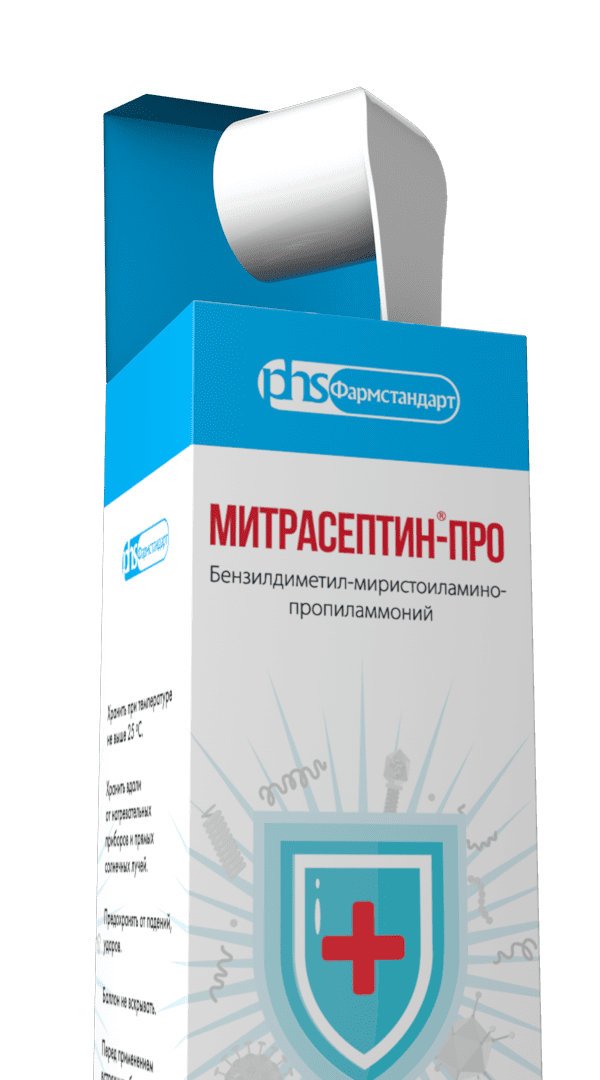 phs Фармстандарт
МИТРАСЕПТИН®-ПРО
Бензилдиметил-миристоиламино-
пропиламмоний
phs Фармстандарт
Хранить при температуре
не выше 25 °С.
Хранить вдали
от нагревательных
приборов и прямых
солнечных лучей.
Предохранять от падений,
ударов.
Баллон не вскрывать.
Перед применением